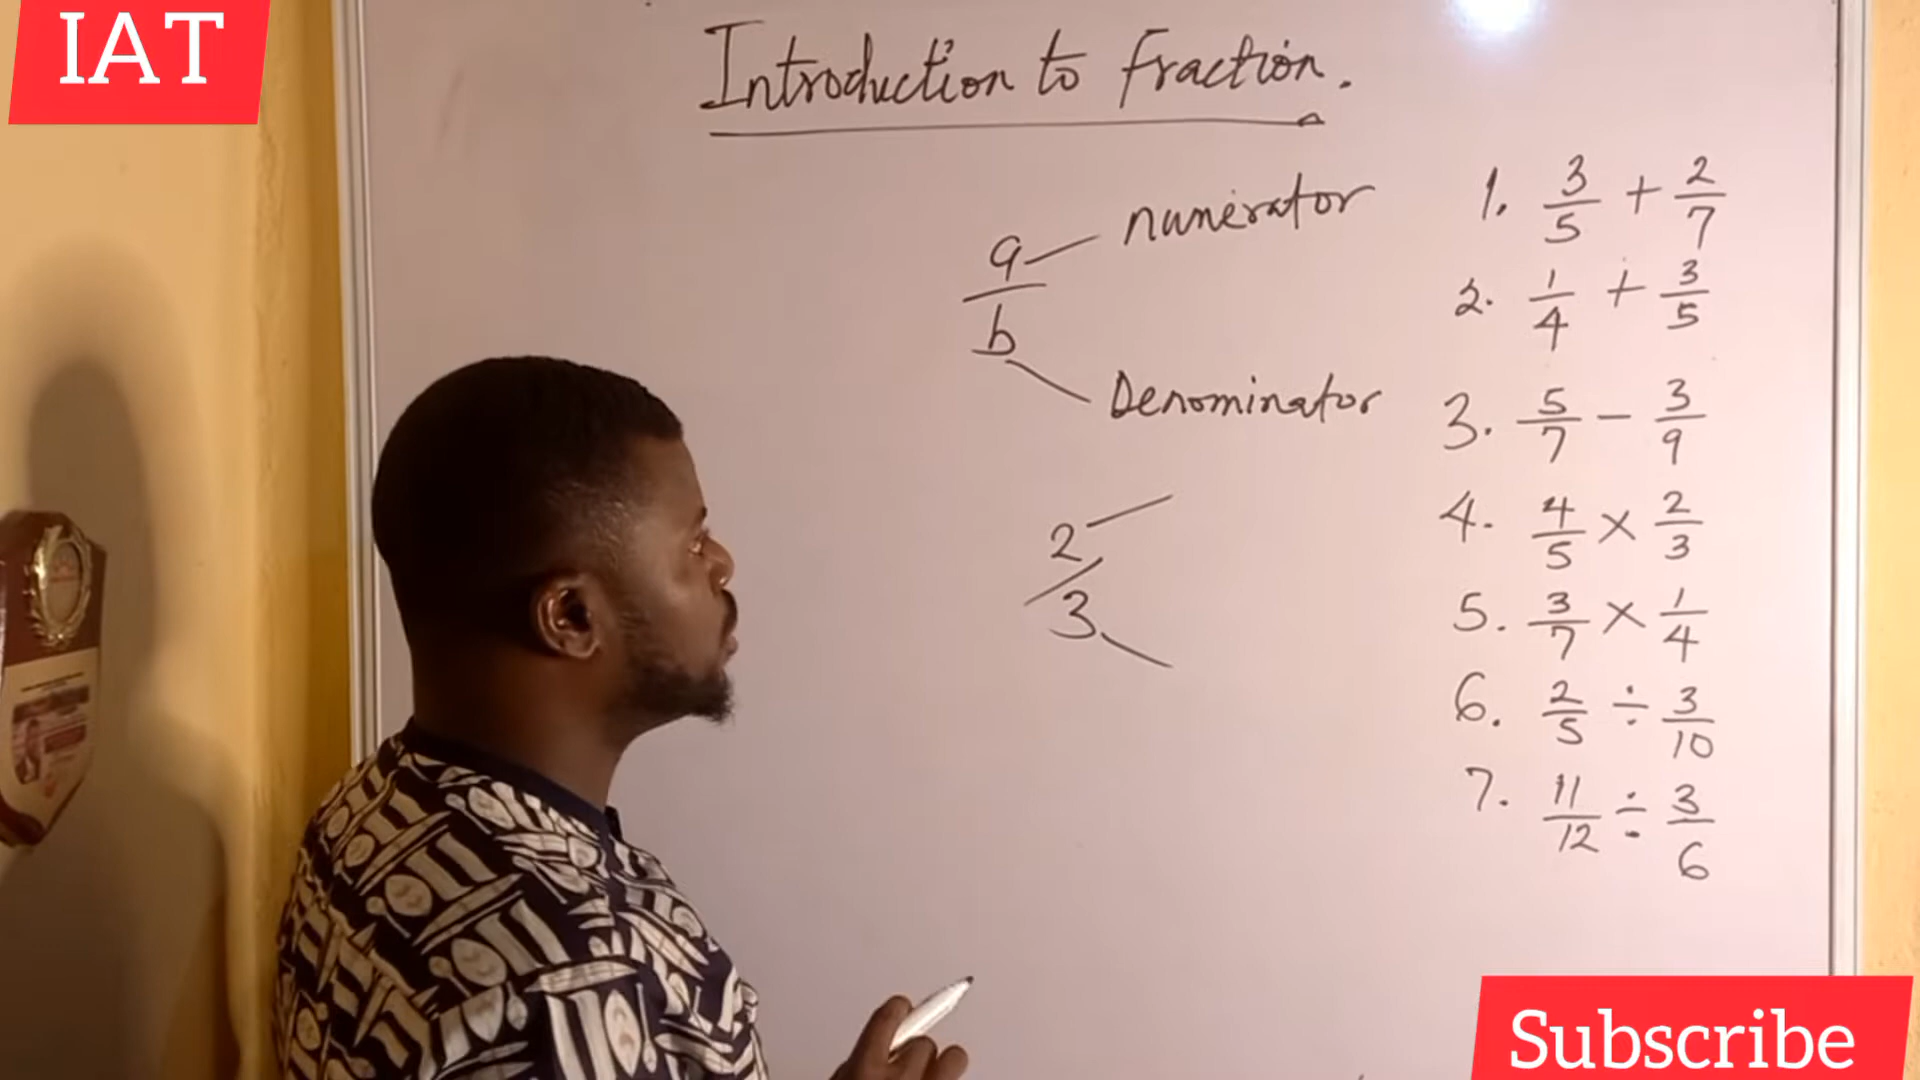 IAT
Introduction to Fraction.
a/b
numerator
Denominator
2/3
1. 3/5 + 2/7
2. 1/4 + 3/5
3. 5/7 - 3/9
4. 4/5 × 2/3
5. 3/7 × 1/4
6. 2/5 ÷ 3/10
7. 11/12 ÷ 3/6
Subscribe